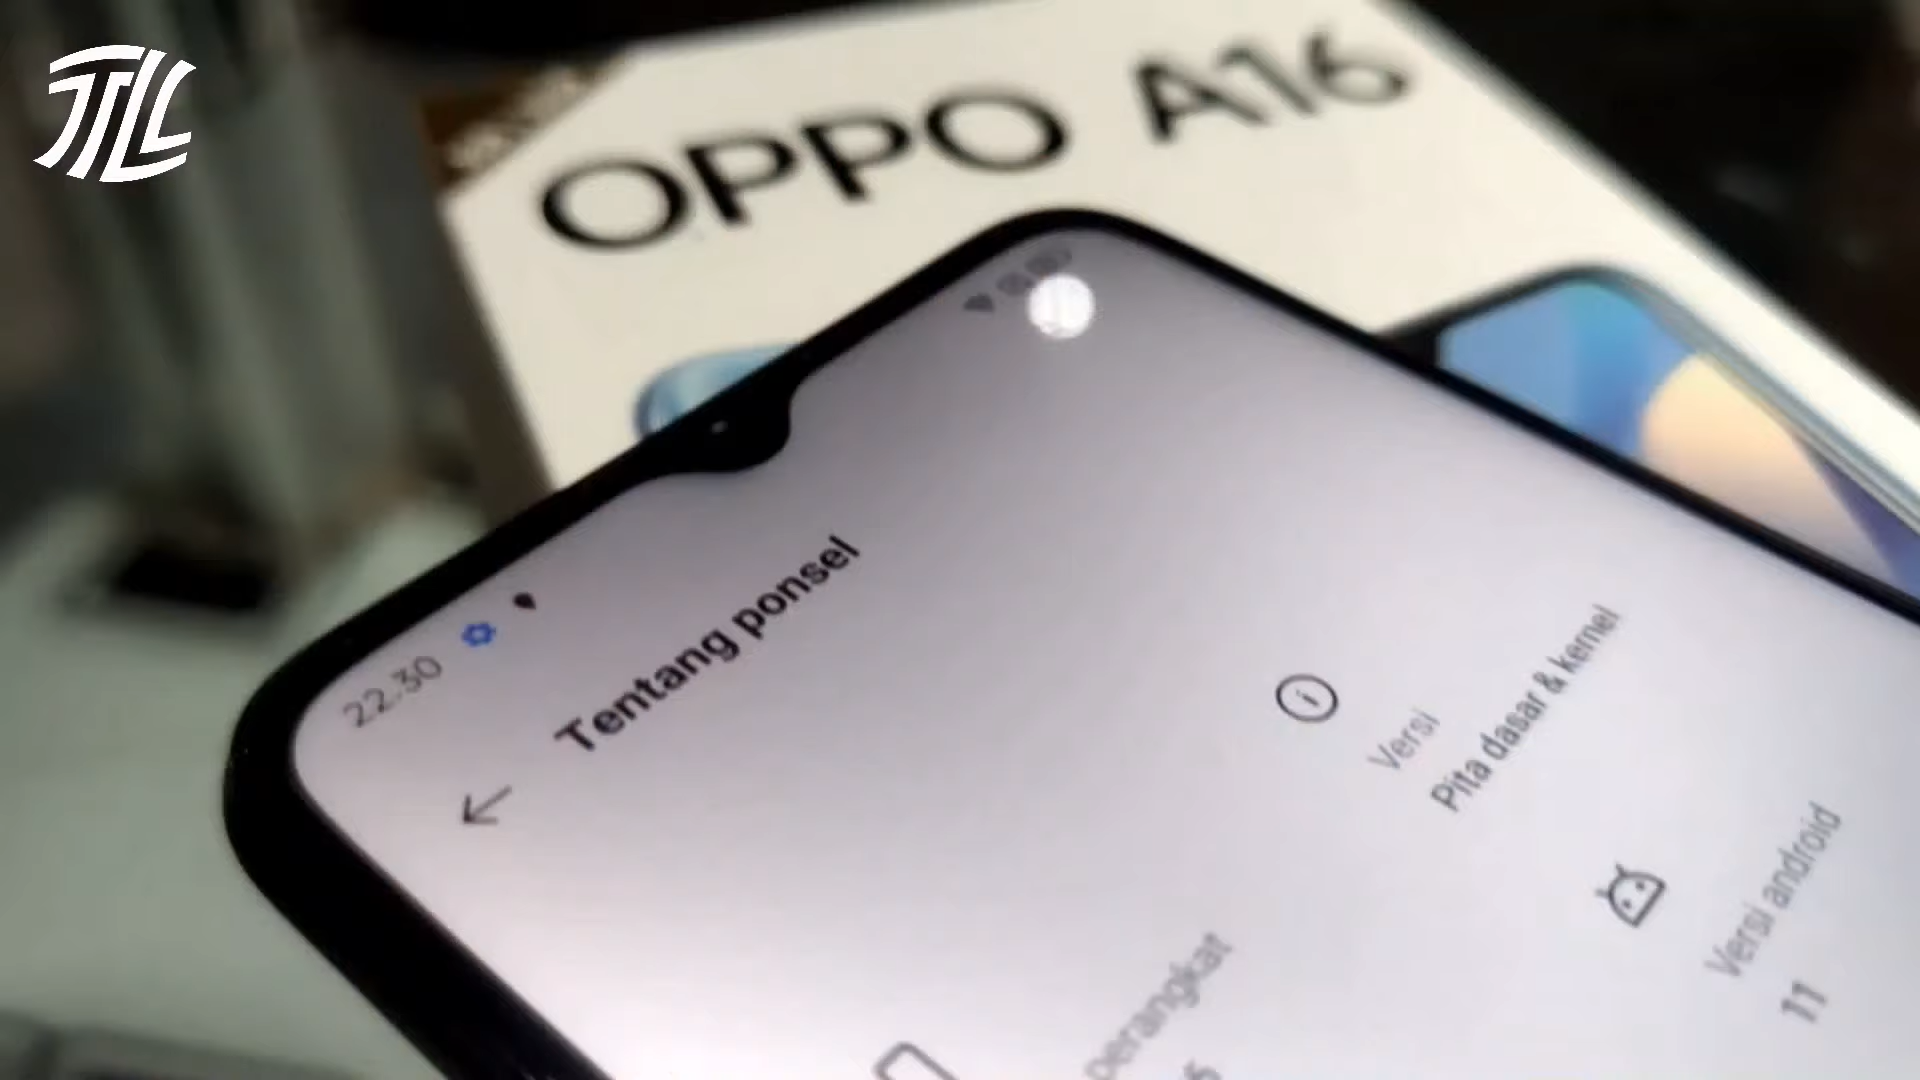 OPPO A16
22.30
Tentang ponsel
Versi
Pita dasar & kernel
Versi android
11
perangkat